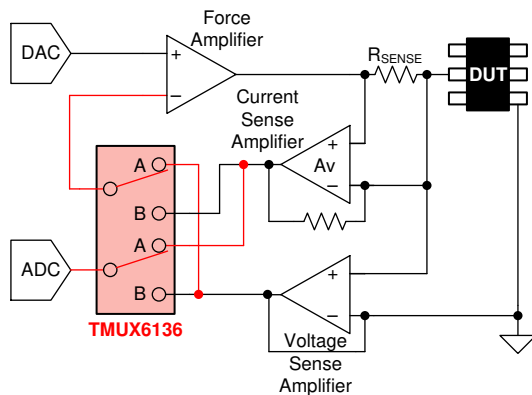 Force
Amplifier
DAC
+
−
RSENSE
DUT
Current
Sense
Amplifier
+
Av
−
A
B
A
B
ADC
TMUX6136
+
−
Voltage
Sense
Amplifier